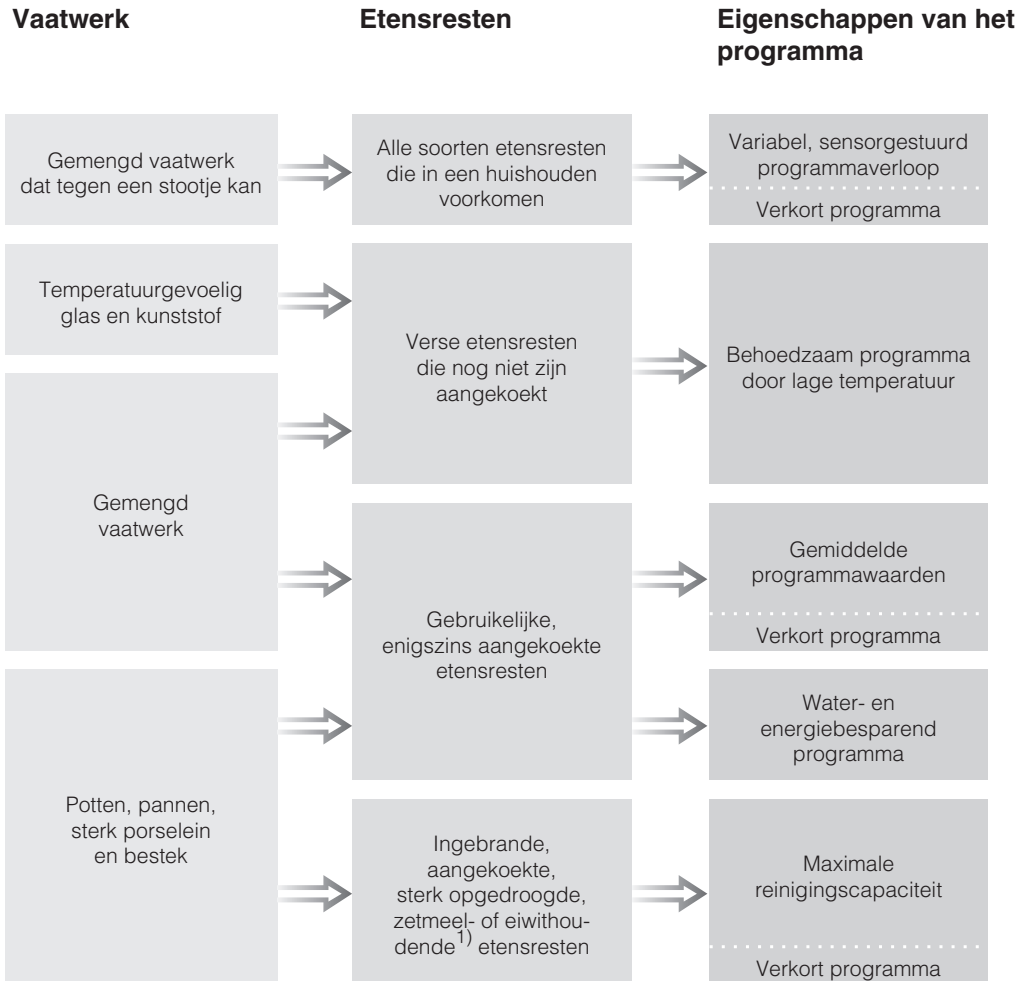 Vaatwerk
Etensresten
Eigenschappen van het
programma
Gemengd vaatwerk
dat tegen een stootje kan
Alle soorten etensresten
die in een huishouden
voorkomen
Variabel, sensorgestuurd
programmaverloop
Verkort programma
Temperatuurgevoelig
glas en kunststof
Verse etensresten
die nog niet zijn
aangekoekt
Behoedzaam programma
door lage temperatuur
Gemengd
vaatwerk
Gebruikelijke,
enigszins aangekoekte
etensresten
Gemiddelde
programmawaarden
Verkort programma
Water- en
energiebesparend
programma
Potten, pannen,
sterk porselein
en bestek
Ingebrande,
aangekoekte,
sterk opgedroogde,
zetmeel- of eiwithou-
dende1) etensresten
Maximale
reinigingscapaciteit
Verkort programma